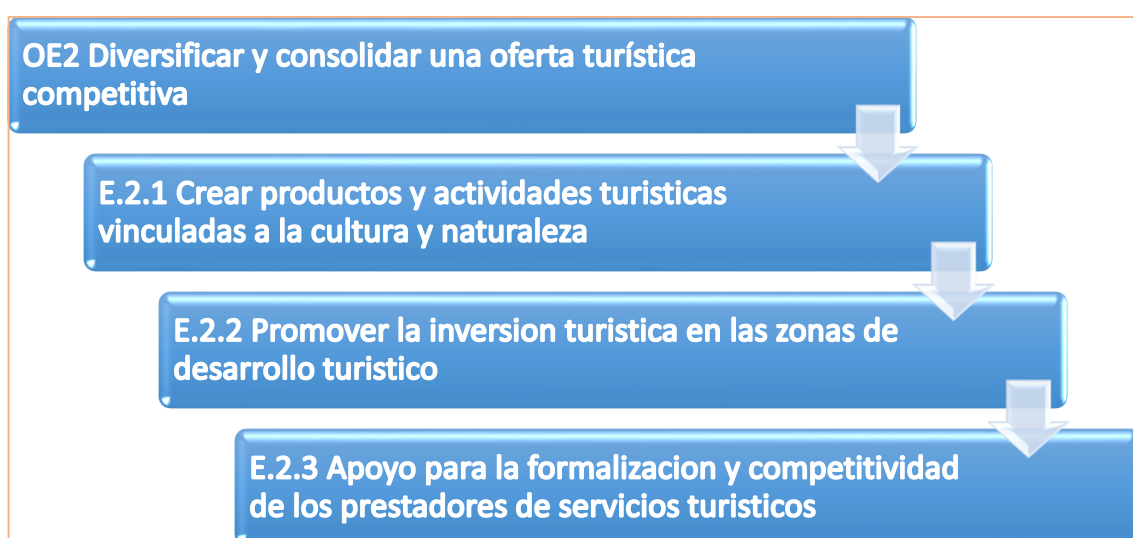 OE2 Diversificar y consolidar una oferta turística
competitiva
E.2.1 Crear productos y actividades turisticas
vinculadas a la cultura y naturaleza
E.2.2 Promover la inversion turistica en las zonas de
desarrollo turistico
E.2.3 Apoyo para la formalizacion y competitividad
de los prestadores de servicios turisticos